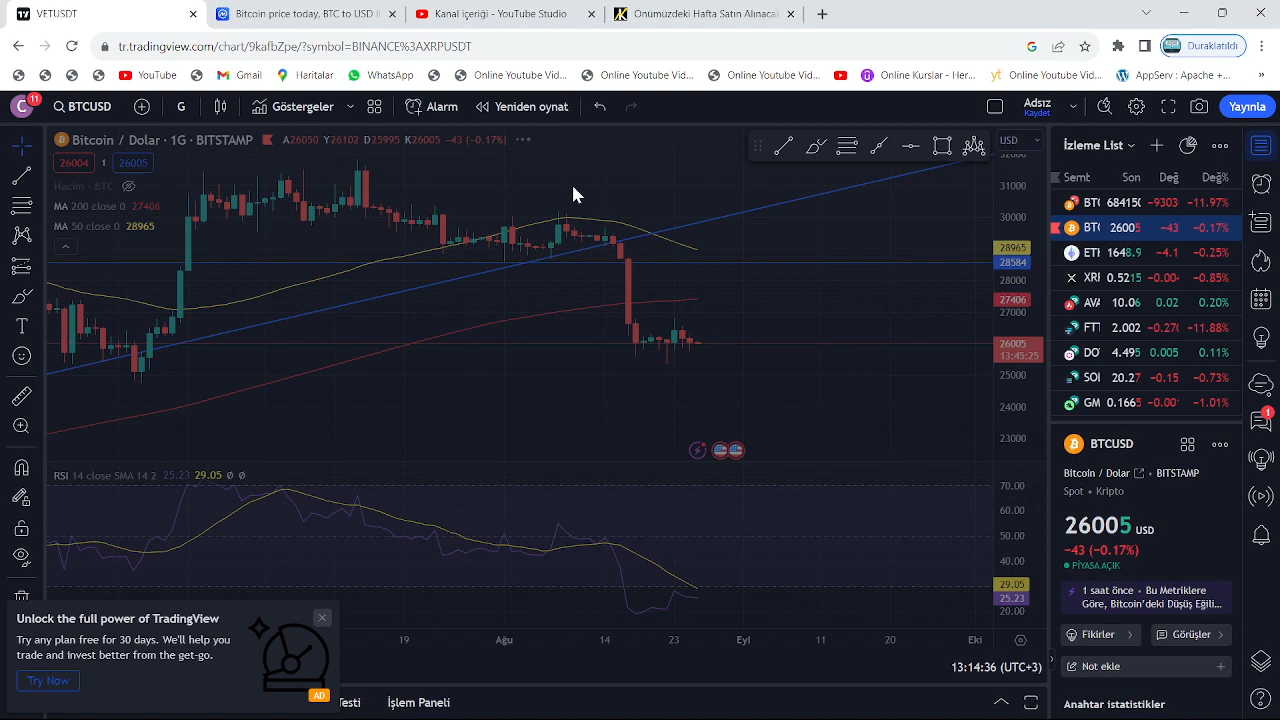 VETUSDT
Bitcoin price today, BTC to USD li
Kanal içeriği - YouTube Studio
Önümüzdeki Hafta Satın Alınacak
tr.tradingview.com/chart/9kafbZpe/?symbol=BINANCE%3AXRPUSDT
Duraklatıldı
YouTube
Gmail
Haritalar
WhatsApp
Online Youtube Vid...
Online Youtube Vid...
Online Youtube Vid...
Online Kurslar - Her...
yt Online Youtube Vid...
AppServ : Apache +...
C 11
BTCUSD
G
Göstergeler
Alarm
Yeniden oynat
Adsız
Kaydet
Yayınla
Bitcoin / Dolar · 1G · BITSTAMP
A26050 Y26102 D25995 K26005 −43 (−0.17%)
26004 1 26005
Hacim · BTC
MA 200 close 0 27406
MA 50 close 0 28965
USD
32000
31000
30000
28965
28584
28000
27406
27000
26005
13:45:25
25000
24000
23000
RSI 14 close SMA 14 2 25.23 29.05 Ø Ø
70.00
60.00
50.00
40.00
29.05
25.23
20.00
19 Ağu 14 23 Eyl 11 20 Eki
13:14:36 (UTC+3)
Testi
İşlem Paneli
Unlock the full power of TradingView
Try any plan free for 30 days. We'll help you
trade and invest better from the get-go.
Try Now
AD
İzleme List
Semt Son Değ Değ%
BTC 684150 −9303 −11.97%
BTC 26005 −43 −0.17%
ETH 1648.9 −4.1 −0.25%
XRI 0.5215 −0.00 −0.85%
AVA 10.06 0.02 0.20%
FTT 2.002 −0.270 −11.88%
DO 4.495 0.005 0.11%
SOI 20.27 −0.15 −0.73%
GM 0.1665 −0.00 −1.01%
BTCUSD
Bitcoin / Dolar · BITSTAMP
Spot · Kripto
26005 USD
−43 (−0.17%)
PİYASA AÇIK
1 saat önce · Bu Metriklere
Göre, Bitcoin'deki Düşüş Eğili...
Fikirler
Görüşler
Not ekle
Anahtar istatistikler
1